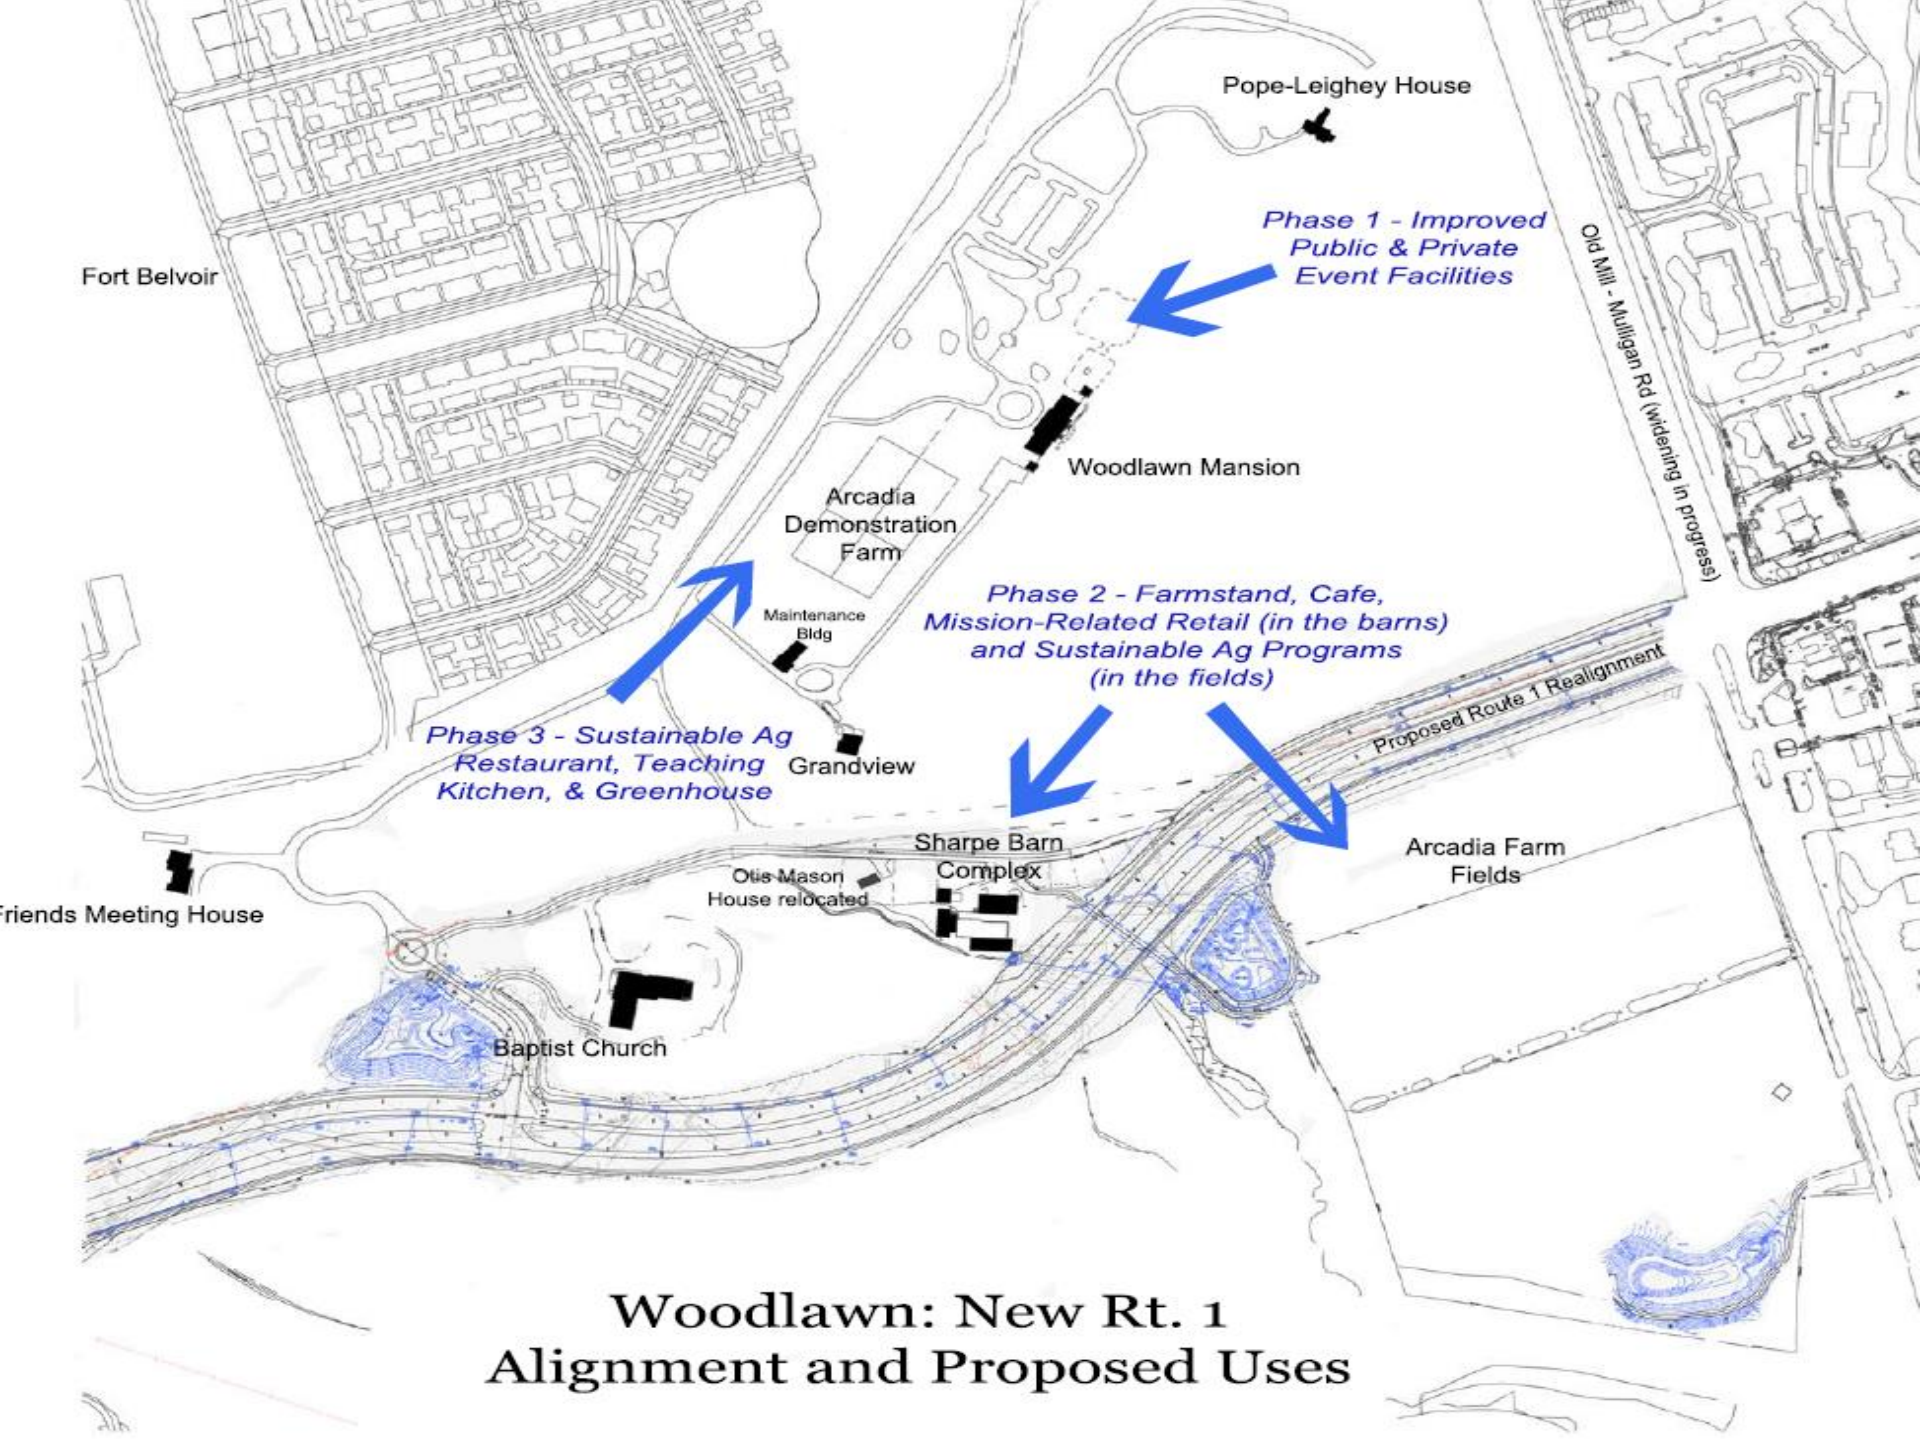 Pope-Leighey House
Phase 1 - Improved
Public & Private
Event Facilities
Fort Belvoir
Old Mill - Mulligan Rd (widening in progress)
Woodlawn Mansion
Arcadia
Demonstration
Farm
Phase 2 - Farmstand, Cafe,
Mission-Related Retail (in the barns)
and Sustainable Ag Programs
(in the fields)
Maintenance
Bldg
Proposed Route 1 Realignment
Phase 3 - Sustainable Ag
Restaurant, Teaching
Kitchen, & Greenhouse
Grandview
Sharpe Barn
Complex
Arcadia Farm
Fields
Otis Mason
House relocated
Friends Meeting House
Baptist Church
Woodlawn: New Rt. 1
Alignment and Proposed Uses